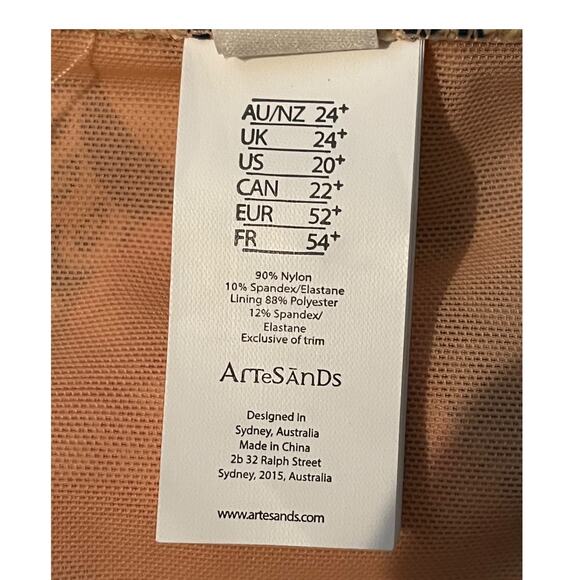 AU/NZ 24+
UK 24+
US 20+
CAN 22+
EUR 52+
FR 54+
90% Nylon
10% Spandex/Elastane
Lining 88% Polyester
12% Spandex/
Elastane
Exclusive of trim
ArTeSānDs
Designed in
Sydney, Australia
Made in China
2b 32 Ralph Street
Sydney, 2015, Australia
www.artesands.com